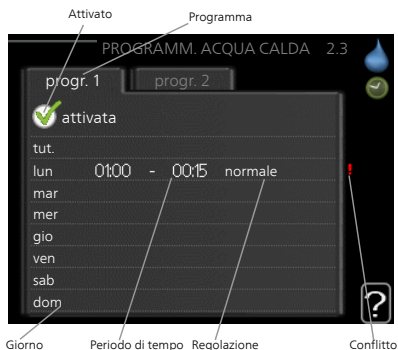 Attivato
Programma
PROGRAMM. ACQUA CALDA 2.3
progr. 1 progr. 2
attivata
tut.
lun 01:00 - 00:15 normale !
mar
mer
gio
ven
sab
dom
?
Giorno Periodo di tempo Regolazione Conflitto